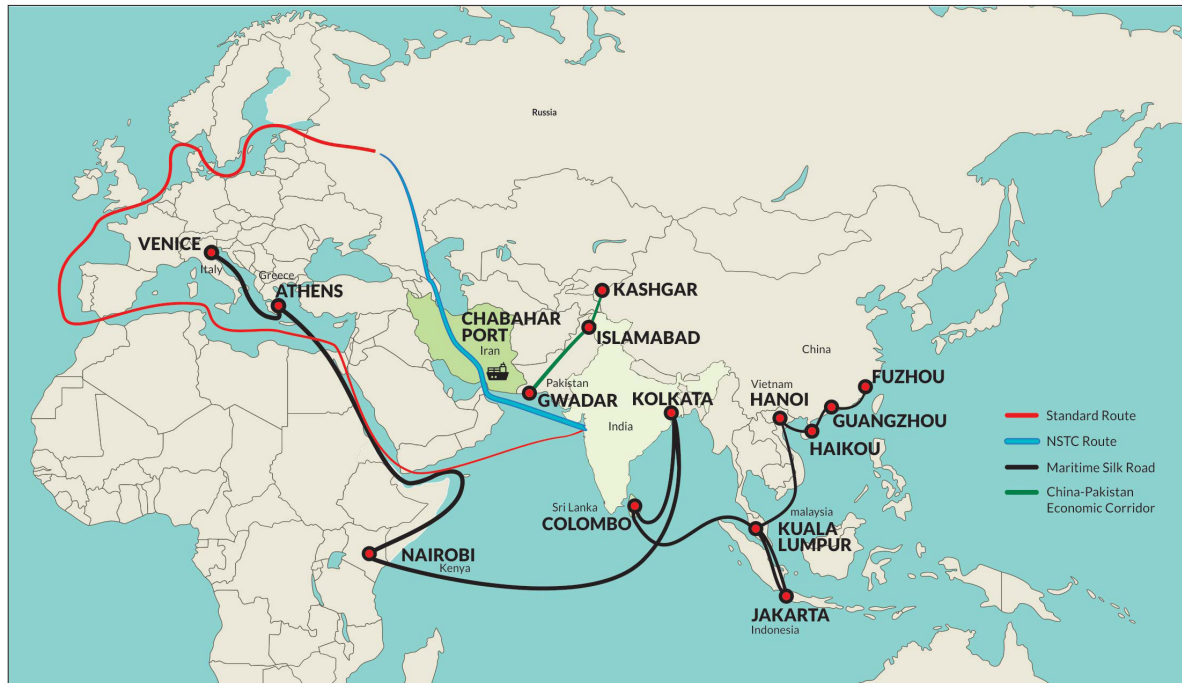 Russia
VENICE
Italy
Greece
ATHENS
CHABAHAR
PORT
Iran
KASHGAR
ISLAMABAD
Pakistan
GWADAR
KOLKATA
India
China
Vietnam
HANOI
FUZHOU
GUANGZHOU
HAIKOU
Sri Lanka
COLOMBO
malaysia
KUALA
LUMPUR
NAIROBI
Kenya
JAKARTA
Indonesia
Standard Route
NSTC Route
Maritime Silk Road
China-Pakistan
Economic Corridor